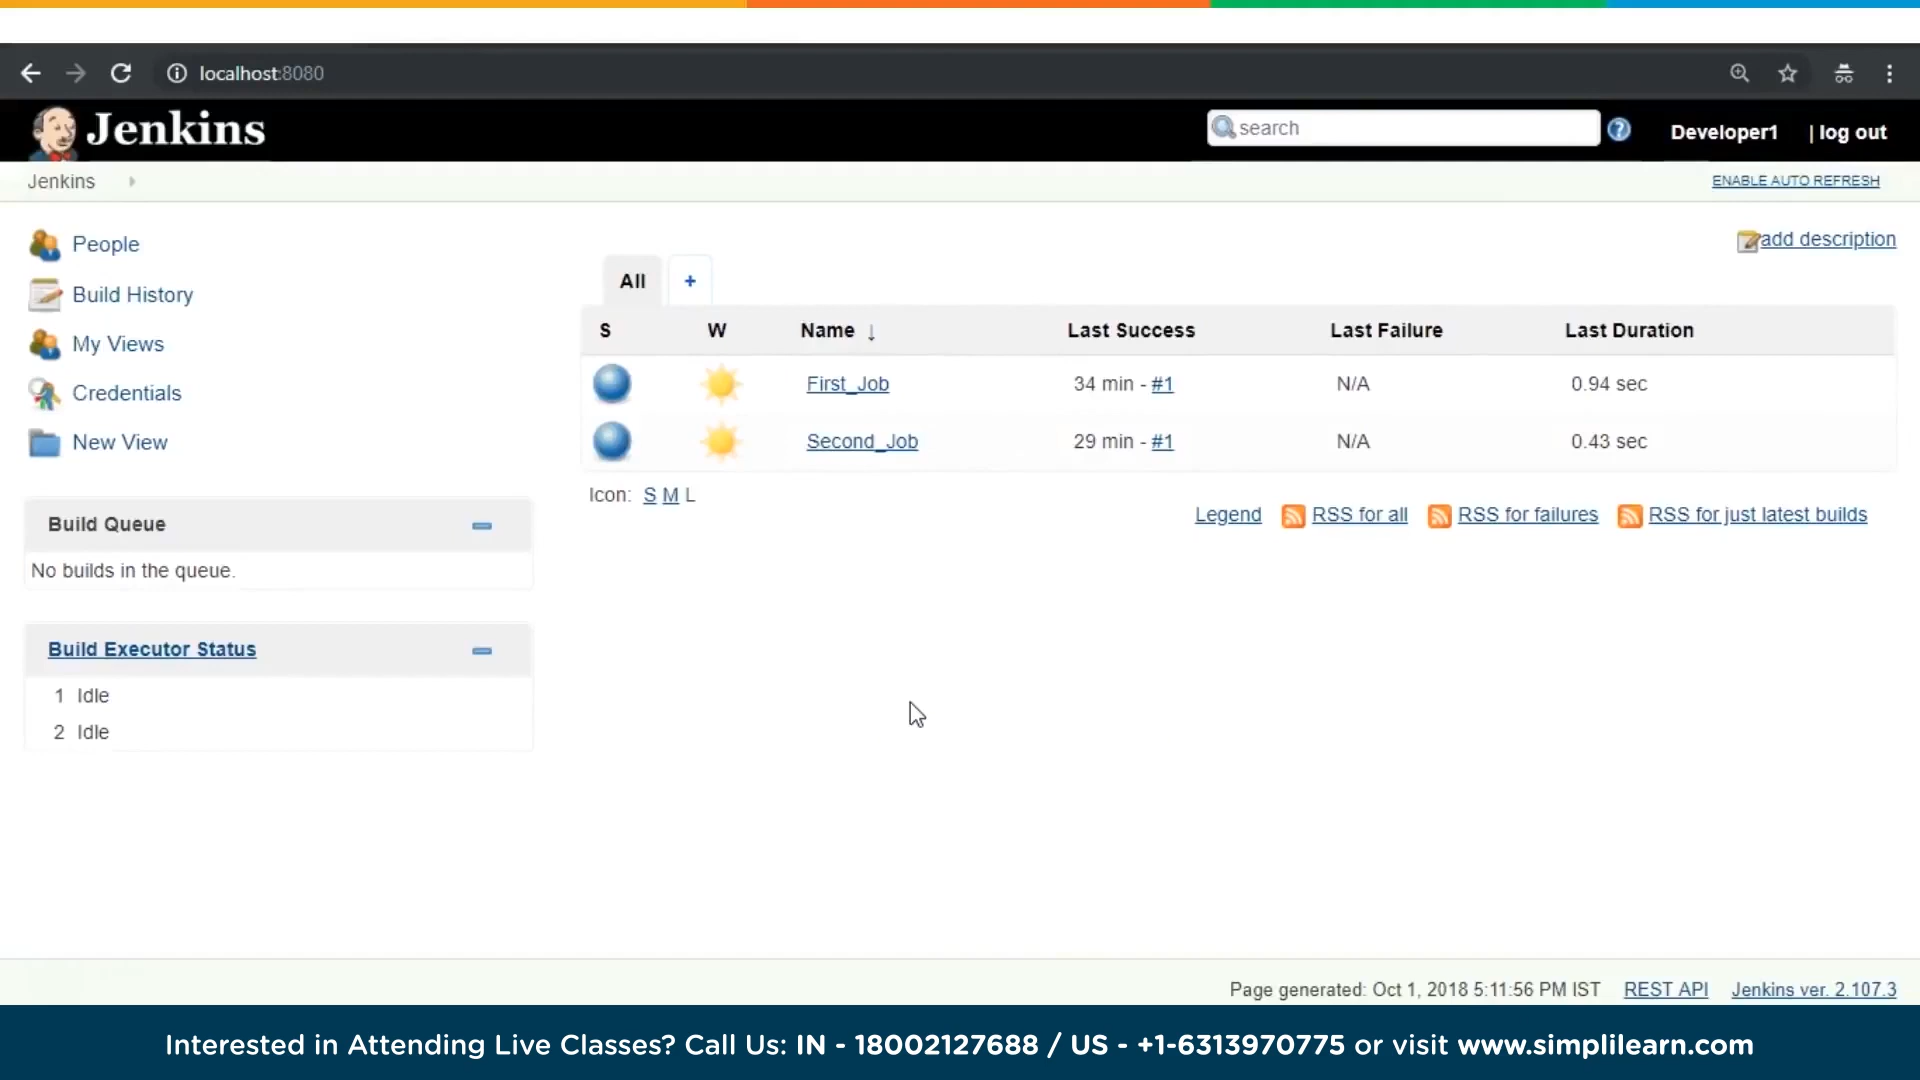 localhost:8080
Jenkins
search
Developer1 | log out
Jenkins
ENABLE AUTO REFRESH
People
Build History
My Views
Credentials
New View
Build Queue
No builds in the queue.
Build Executor Status
1 Idle
2 Idle
add description
All +
S W Name ↓ Last Success Last Failure Last Duration
First_Job 34 min - #1 N/A 0.94 sec
Second_Job 29 min - #1 N/A 0.43 sec
Icon: S M L
Legend RSS for all RSS for failures RSS for just latest builds
Page generated: Oct 1, 2018 5:11:56 PM IST REST API Jenkins ver. 2.107.3
Interested in Attending Live Classes? Call Us: IN - 18002127688 / US - +1-6313970775 or visit www.simplilearn.com